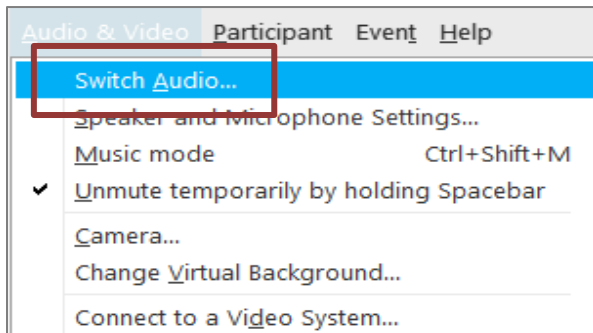 Audio & Video Participant Event Help
Switch Audio...
Speaker and Microphone Settings...
Music mode Ctrl+Shift+M
Unmute temporarily by holding Spacebar
Camera...
Change Virtual Background...
Connect to a Video System...